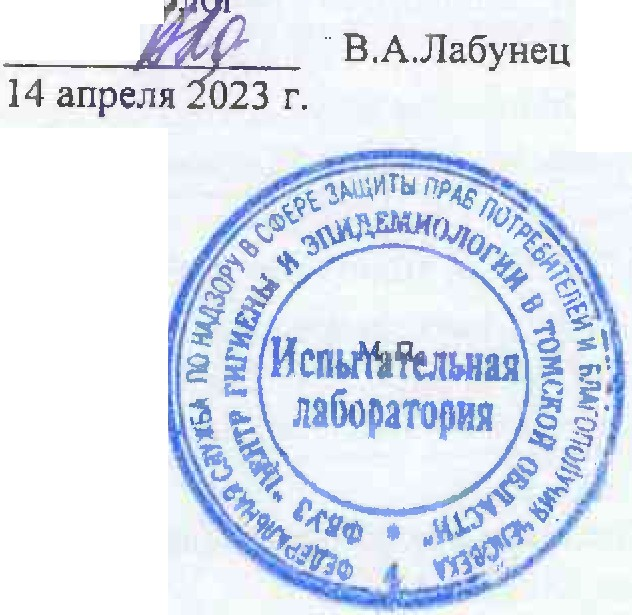 В.А.Лабунец
14 апреля 2023 г.
ФЕДЕРАЛЬНАЯ СЛУЖБА ПО НАДЗОРУ В СФЕРЕ ЗАЩИТЫ ПРАВ ПОТРЕБИТЕЛЕЙ И БЛАГОПОЛУЧИЯ ЧЕЛОВЕКА
ФБУЗ "ЦЕНТР ГИГИЕНЫ И ЭПИДЕМИОЛОГИИ В ТОМСКОЙ ОБЛАСТИ"
М.П.
Испытательная
лаборатория